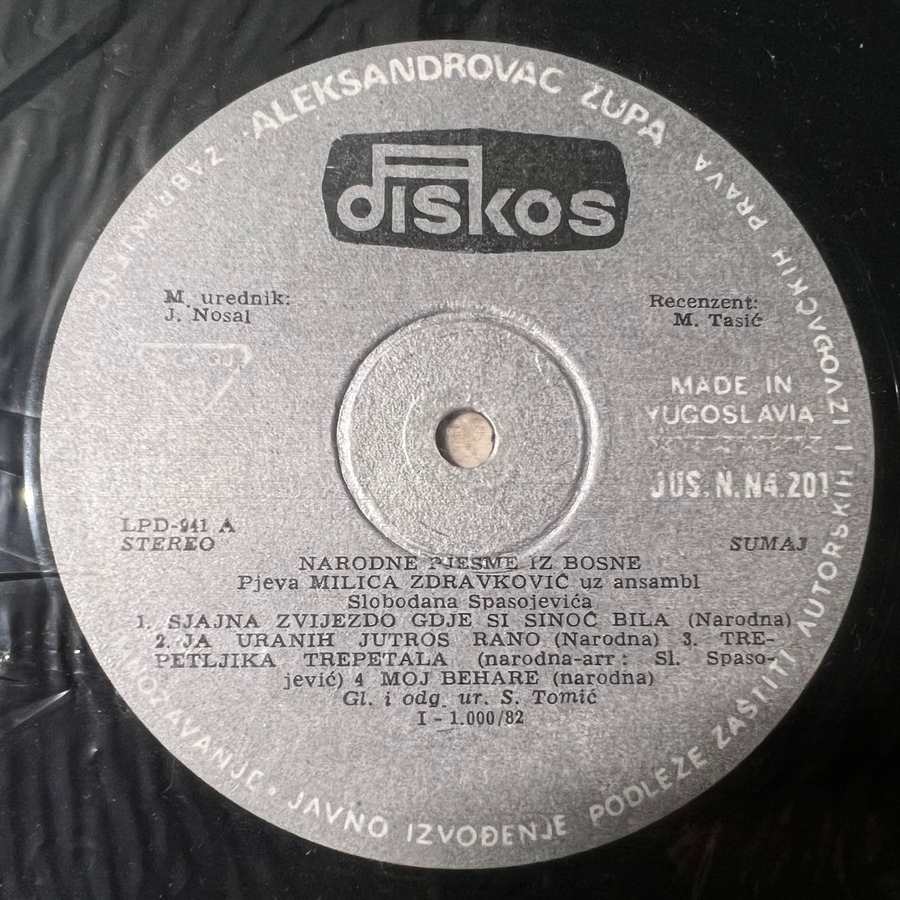 ALEKSANDROVAC ŽUPA
PRAVA
IZVOĐAČKIH
I
AUTORSKIH
ZAŠTITI
PODLEŽE
IZVOĐENJE
JAVNO
ZABRANJENO
diskos
M. urednik:
J. Nosal
Recenzent:
M. Tasić
MADE IN
YUGOSLAVIA
JUS.N.N4.201
LPD-941 A
STEREO
SUMAJ
NARODNE PJESME IZ BOSNE
Pjeva MILICA ZDRAVKOVIĆ uz ansambl
Slobodana Spasojevića
1. SJAJNA ZVIJEZDO GDJE SI SINOĆ BILA (Narodna)
2. JA URANIH JUTROS RANO (Narodna) 3. TRE-
PETLJIKA TREPETALA (narodna-arr: Sl. Spaso-
jević) 4 MOJ BEHARE (narodna)
Gl. i odg. ur. S. Tomić
I - 1.000/82